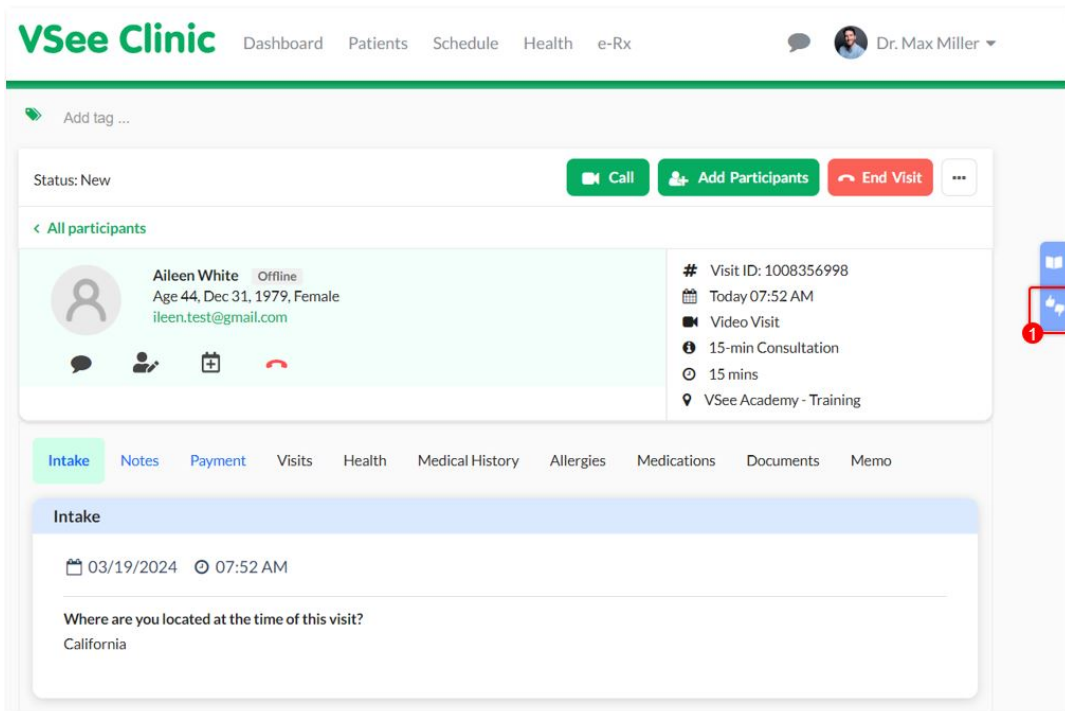 VSee Clinic Dashboard Patients Schedule Health e-Rx Dr. Max Miller
Add tag ...
Status: New Call Add Participants End Visit ...
< All participants
Aileen White Offline
Age 44, Dec 31, 1979, Female
ileen.test@gmail.com
# Visit ID: 1008356998
Today 07:52 AM
Video Visit
15-min Consultation
15 mins
VSee Academy - Training
1
Intake Notes Payment Visits Health Medical History Allergies Medications Documents Memo
Intake
03/19/2024 07:52 AM
Where are you located at the time of this visit?
California